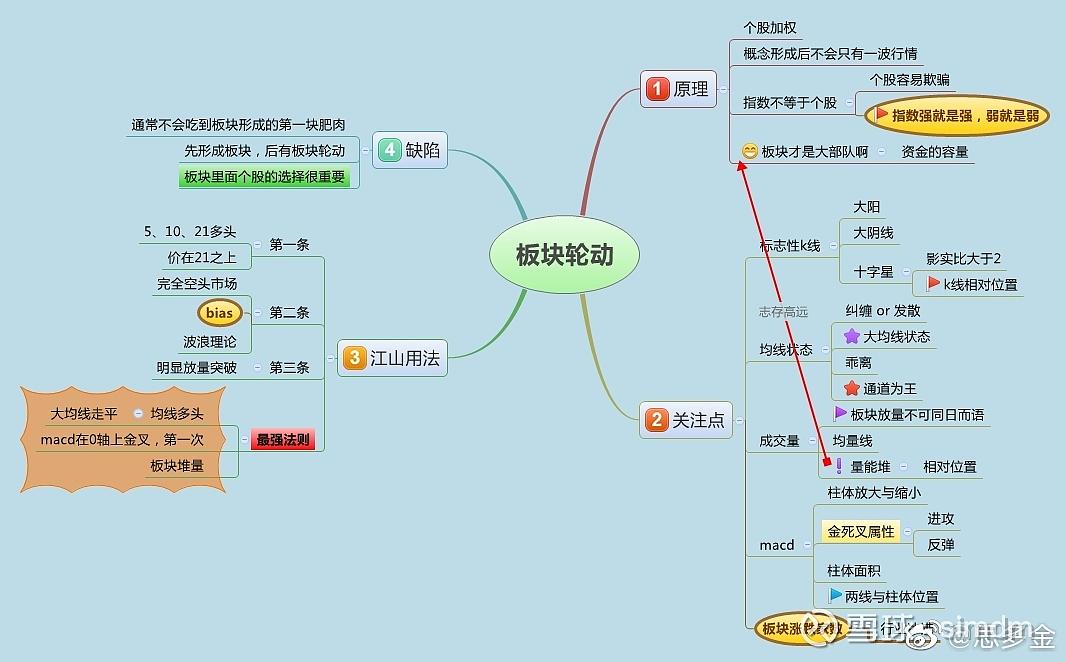 板块轮动
1 原理
个股加权
概念形成后不会只有一波行情
指数不等于个股
个股容易欺骗
指数强就是强，弱就是弱
板块才是大部队啊
资金的容量
2 关注点
标志性k线
大阳
大阴线
十字星
影实比大于2
k线相对位置
志存高远
均线状态
纠缠 or 发散
大均线状态
乖离
通道为王
成交量
板块放量不可同日而语
均量线
量能堆
相对位置
macd
柱体放大与缩小
金死叉属性
进攻
反弹
柱体面积
两线与柱体位置
板块涨跌家数
3 江山用法
第一条
5、10、21多头
价在21之上
第二条
完全空头市场
bias
波浪理论
第三条
明显放量突破
最强法则
均线多头
大均线走平
macd在0轴上金叉，第一次
板块堆量
4 缺陷
通常不会吃到板块形成的第一块肥肉
先形成板块，后有板块轮动
板块里面个股的选择很重要
雪球
simdm
@思多金